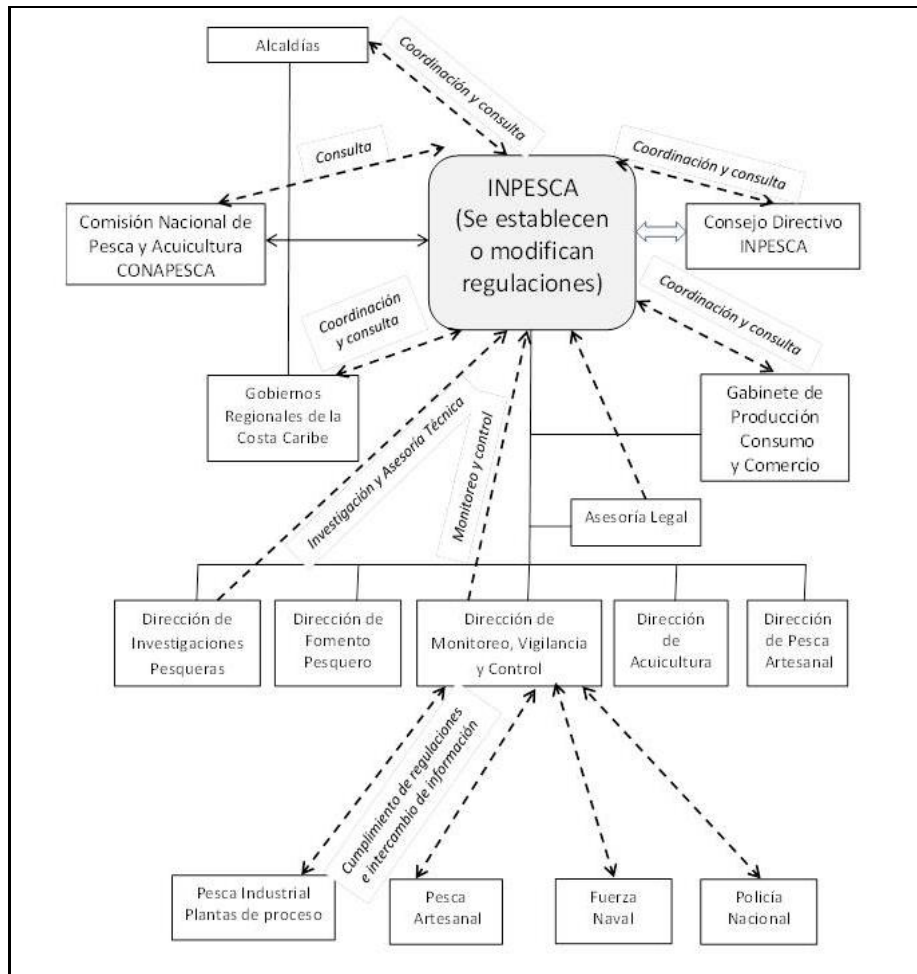 Alcaldías
Coordinación y consulta
Consulta
Coordinación y consulta
INPESCA
(Se establecen
o modifican
regulaciones)
Comisión Nacional de
Pesca y Acuicultura
CONAPESCA
Consejo Directivo
INPESCA
Coordinación
y consulta
Coordinación y consulta
Gobiernos
Regionales de la
Costa Caribe
Gabinete de
Producción
Consumo
y Comercio
Investigación y Asesoría Técnica
Monitoreo y control
Asesoría Legal
Dirección de
Investigaciones
Pesqueras
Dirección de
Fomento
Pesquero
Dirección de
Monitoreo, Vigilancia
y Control
Dirección
de
Acuicultura
Dirección
de Pesca
Artesanal
Cumplimiento de regulaciones
e intercambio de información
Pesca Industrial
Plantas de proceso
Pesca
Artesanal
Fuerza
Naval
Policía
Nacional